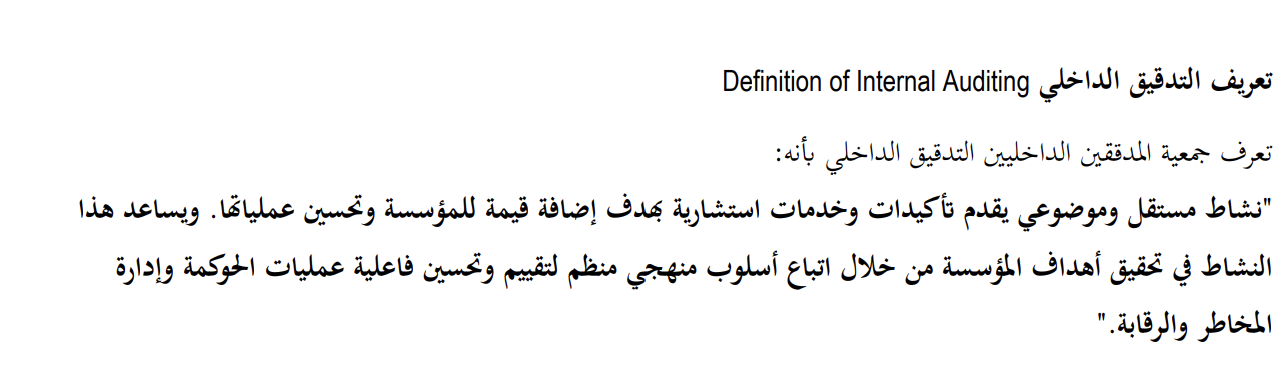 تعريف التدقيق الداخلي Definition of Internal Auditing
تعرف جمعية المدققين الداخليين التدقيق الداخلي بأنه:
"نشاط مستقل وموضوعي يقدم تأكيدات وخدمات استشارية بهدف إضافة قيمة للمؤسسة وتحسين عملياتها. ويساعد هذا
النشاط في تحقيق أهداف المؤسسة من خلال اتباع أسلوب منهجي منظم لتقييم وتحسين فاعلية عمليات الحوكمة وإدارة
المخاطر والرقابة."